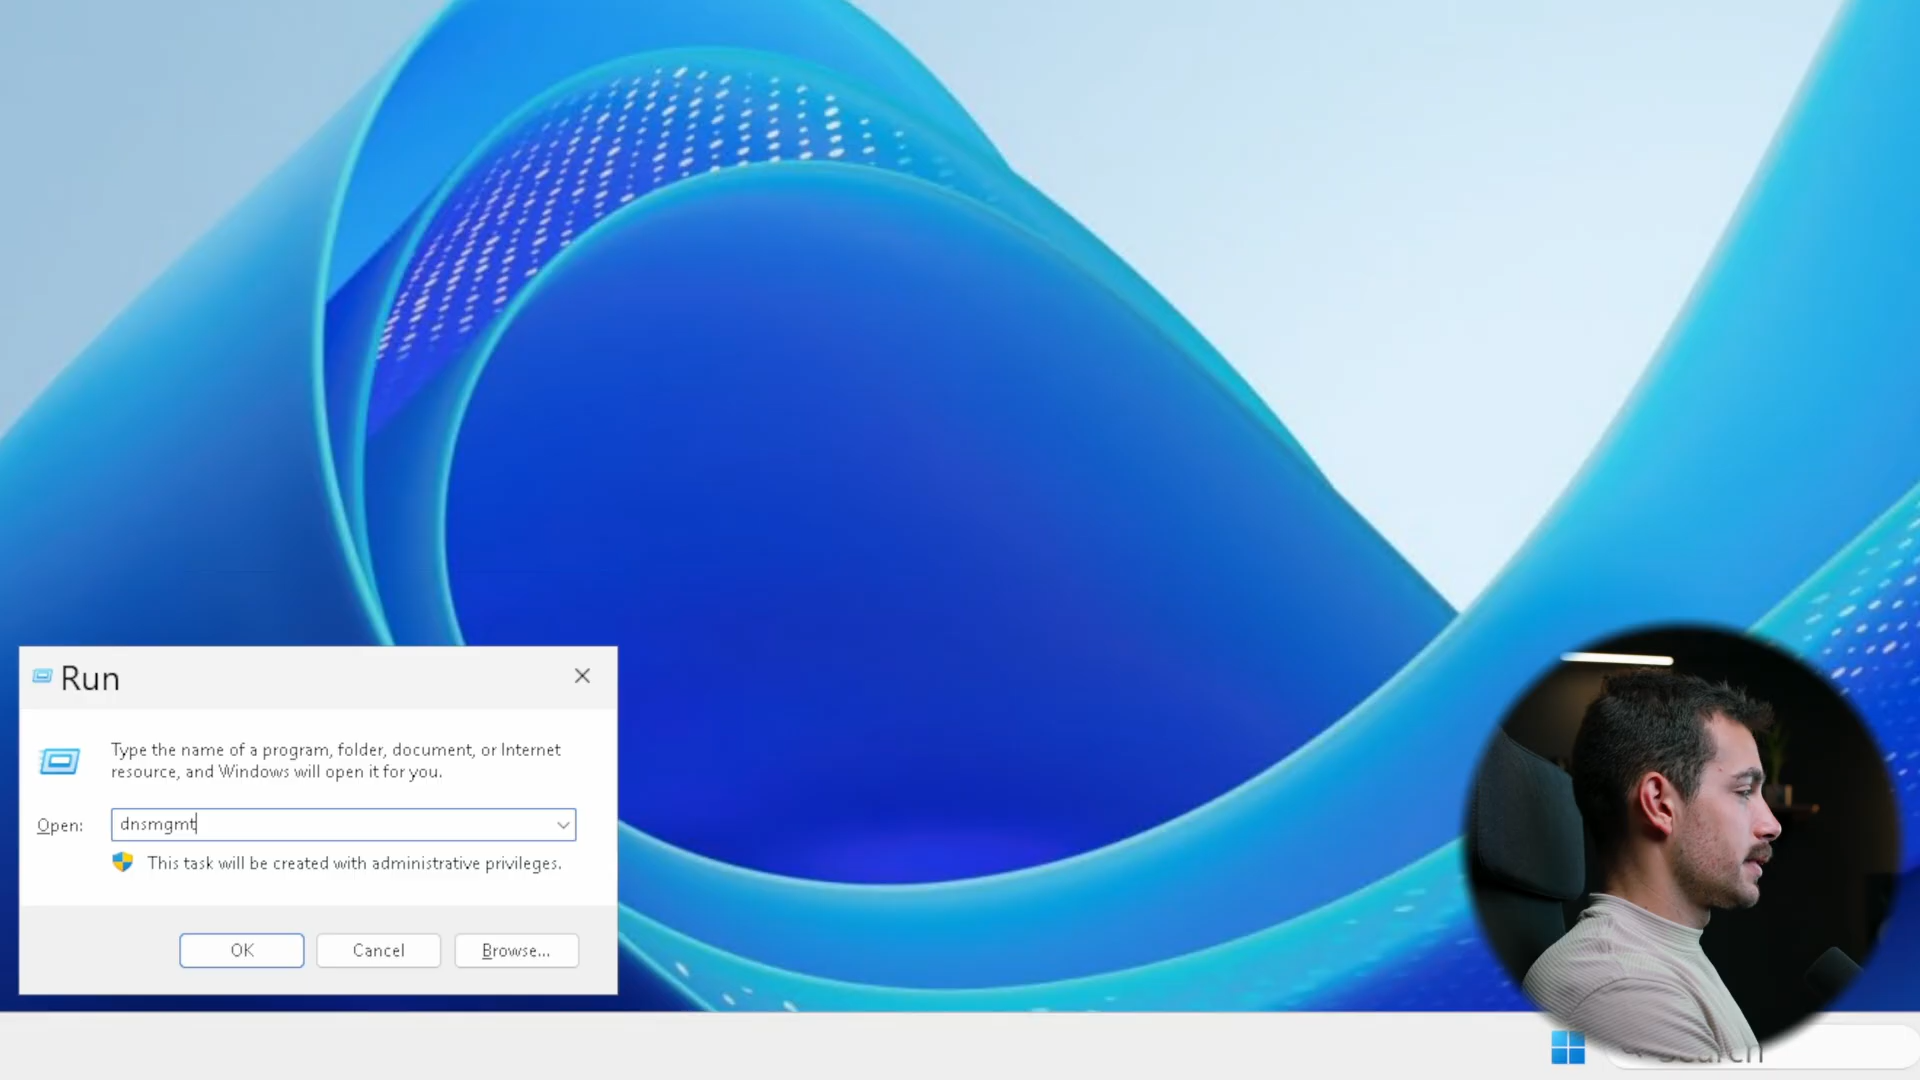 Run
Type the name of a program, folder, document, or Internet
resource, and Windows will open it for you.
Open: dnsmgmt
This task will be created with administrative privileges.
OK Cancel Browse...
Search